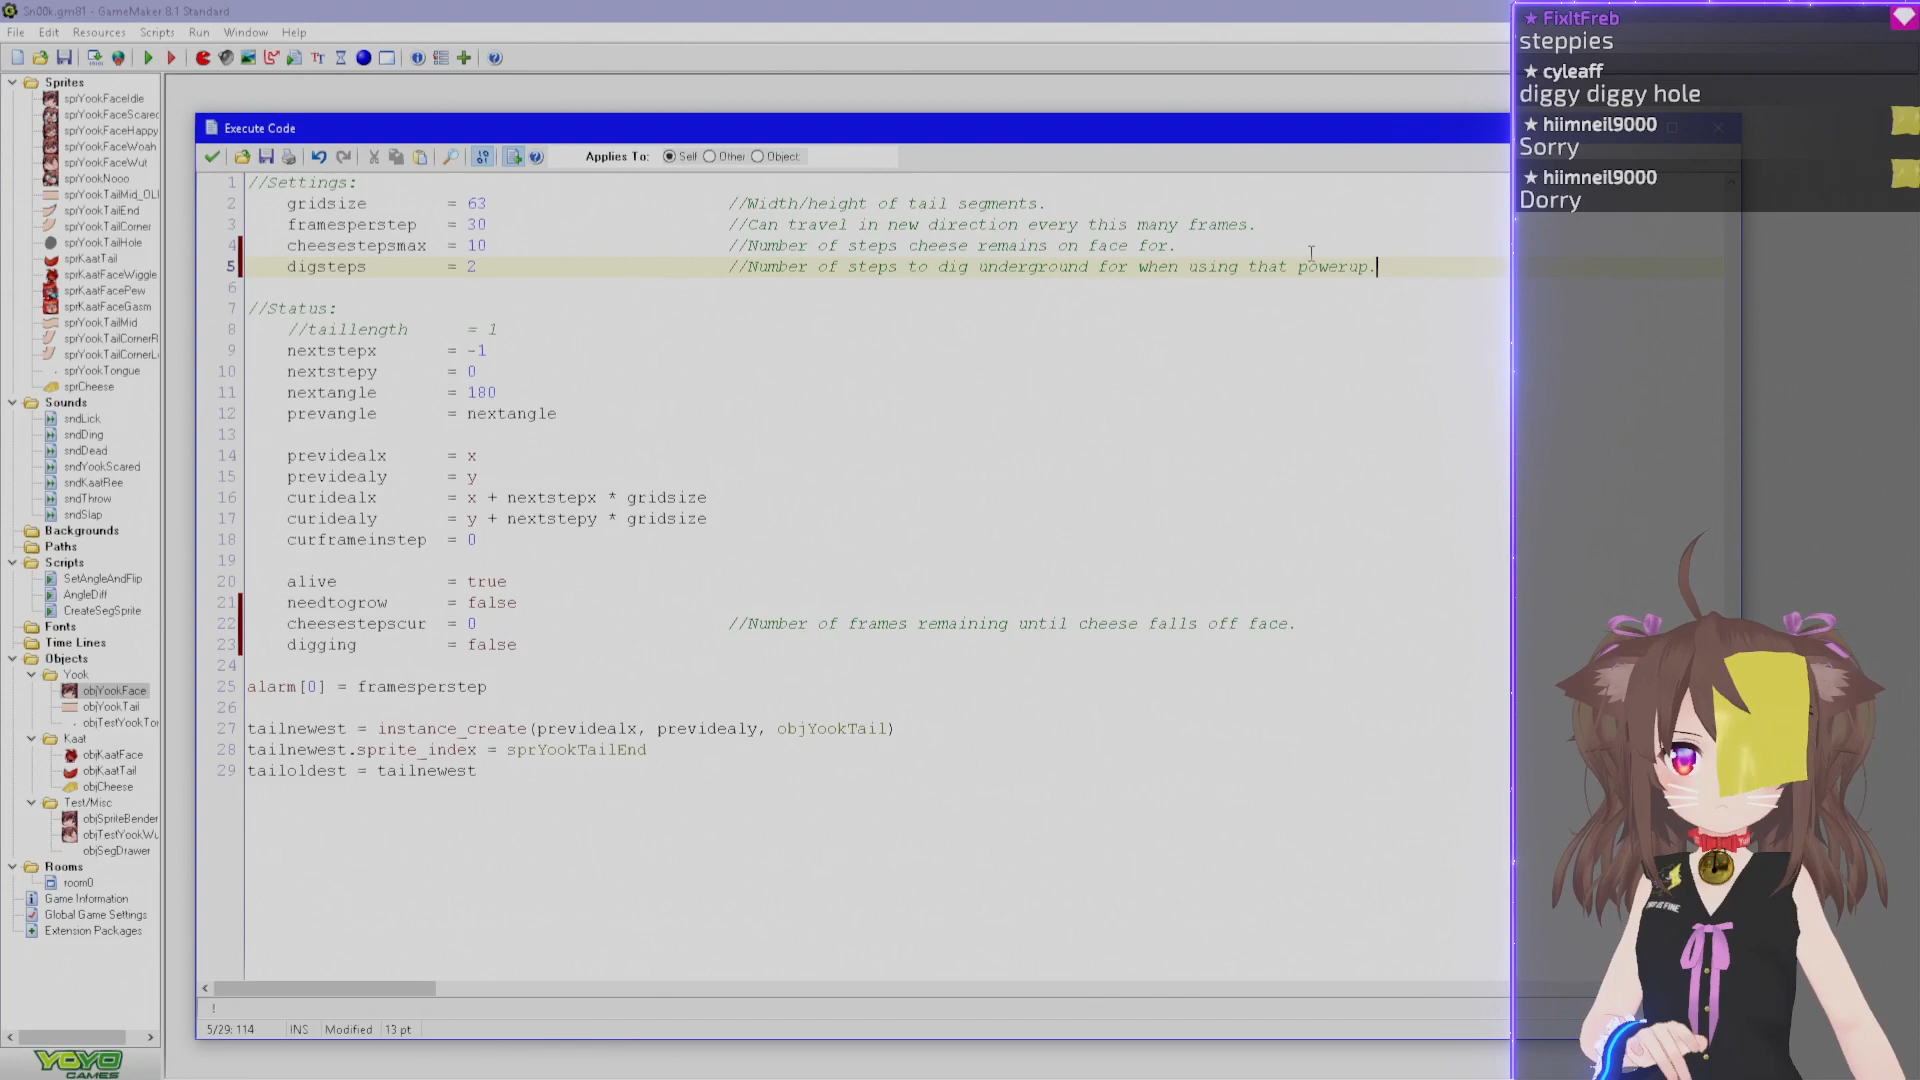 Sn00k.gm81 - GameMaker 8.1 Standard
File Edit Resources Scripts Run Window Help
Sprites
sprYookFaceIdle
sprYookFaceScared
sprYookFaceHappy
sprYookFaceWoah
sprYookFaceWut
sprYookNooo
sprYookTailMid_OL
sprYookTailEnd
sprYookTailCorner
sprYookTailHole
sprKaatTail
sprKaatFaceWiggle
sprKaatFacePew
sprKaatFaceGasm
sprYookTailMid
sprYookTailCornerR
sprYookTailCornerL
sprYookTongue
sprCheese
Sounds
sndLick
sndDing
sndDead
sndYookScared
sndKaatRee
sndThrow
sndSlap
Backgrounds
Paths
Scripts
SetAngleAndFlip
AngleDiff
CreateSegSprite
Fonts
Time Lines
Objects
Yook
objYookFace
objYookTail
objTestYookTor
Kaat
objKaatFace
objKaatTail
objCheese
Test/Misc
objSpriteBender
objTestYookWu
objSegDrawer
Rooms
room0
Game Information
Global Game Settings
Extension Packages
YOYO GAMES
Execute Code
Applies To: Self Other Object:
1 //Settings:
2 gridsize = 63 //Width/height of tail segments.
3 framesperstep = 30 //Can travel in new direction every this many frames.
4 cheesestepsmax = 10 //Number of steps cheese remains on face for.
5 digsteps = 2 //Number of steps to dig underground for when using that powerup.
6
7 //Status:
8 //taillength = 1
9 nextstepx = -1
10 nextstepy = 0
11 nextangle = 180
12 prevangle = nextangle
13
14 previdealx = x
15 previdealy = y
16 curidealx = x + nextstepx * gridsize
17 curidealy = y + nextstepy * gridsize
18 curframeinstep = 0
19
20 alive = true
21 needtogrow = false
22 cheesestepscur = 0 //Number of frames remaining until cheese falls off face.
23 digging = false
24
25 alarm[0] = framesperstep
26
27 tailnewest = instance_create(previdealx, previdealy, objYookTail)
28 tailnewest.sprite_index = sprYookTailEnd
29 tailoldest = tailnewest
!
5/29: 114 INS Modified 13 pt
FixItFreb
steppies
cyleaff
diggy diggy hole
hiimneil9000
Sorry
hiimneil9000
Dorry